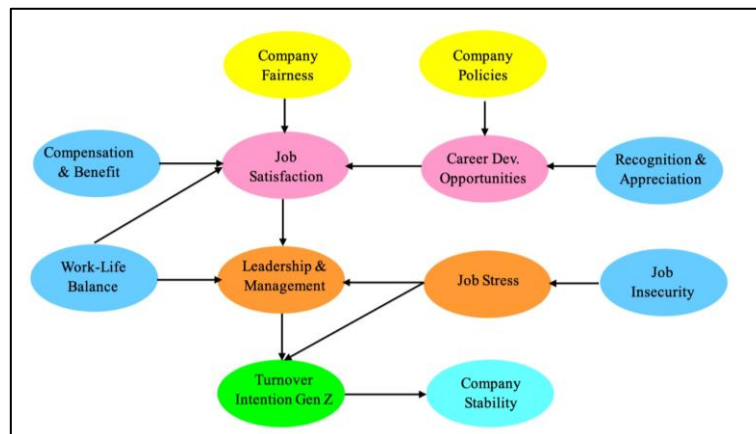 Company
Fairness
Company
Policies
Compensation
& Benefit
Job
Satisfaction
Career Dev.
Opportunities
Recognition &
Appreciation
Work-Life
Balance
Leadership &
Management
Job Stress
Job
Insecurity
Turnover
Intention Gen Z
Company
Stability